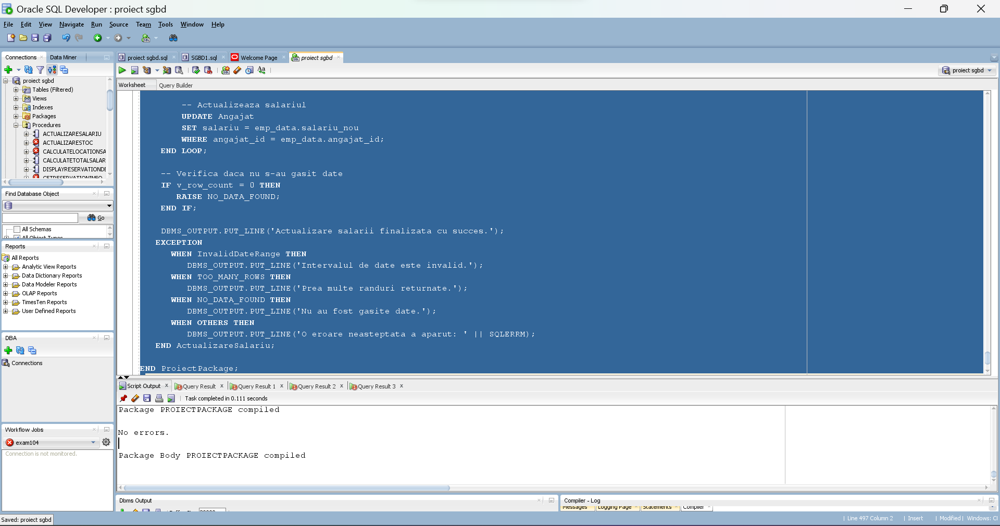 Oracle SQL Developer : proiect sgbd
File Edit View Navigate Run Source Team Tools Window Help
Connections
Data Miner
proiect sgbd
Tables (Filtered)
Views
Indexes
Packages
Procedures
ACTUALIZARESALARIU
ACTUALIZARESTOC
CALCULATELOCATIONSA
CALCULATETOTALSALAR
DISPLAYRESERVATIONDE
GETRESERVATIONINFO
Find Database Object
Go
All Schemas
All Object Types
Reports
All Reports
Analytic View Reports
Data Dictionary Reports
Data Modeler Reports
OLAP Reports
TimesTen Reports
User Defined Reports
DBA
Connections
Workflow Jobs
exam104
Connection is not monitored.
proiect sgbd.sql
SGBD1.sql
Welcome Page
proiect sgbd
proiect sgbd
Worksheet
Query Builder
-- Actualizeaza salariul
UPDATE Angajat
SET salariu = emp_data.salariu_nou
WHERE angajat_id = emp_data.angajat_id;
END LOOP;
-- Verifica daca nu s-au gasit date
IF v_row_count = 0 THEN
RAISE NO_DATA_FOUND;
END IF;
DBMS_OUTPUT.PUT_LINE('Actualizare salarii finalizata cu succes.');
EXCEPTION
WHEN InvalidDateRange THEN
DBMS_OUTPUT.PUT_LINE('Intervalul de date este invalid.');
WHEN TOO_MANY_ROWS THEN
DBMS_OUTPUT.PUT_LINE('Prea multe randuri returnate.');
WHEN NO_DATA_FOUND THEN
DBMS_OUTPUT.PUT_LINE('Nu au fost gasite date.');
WHEN OTHERS THEN
DBMS_OUTPUT.PUT_LINE('O eroare neasteptata a aparut: ' || SQLERRM);
END ActualizareSalariu;
END ProiectPackage;
Script Output
Query Result
Query Result 1
Query Result 2
Query Result 3
Task completed in 0.111 seconds
Package PROIECTPACKAGE compiled
No errors.
Package Body PROIECTPACKAGE compiled
Dbms Output
Compiler - Log
Messages
Logging Page
Statements
Compiler
Saved: proiect sgbd
Line 497 Column 2
Insert
Modified
Windows: Cl